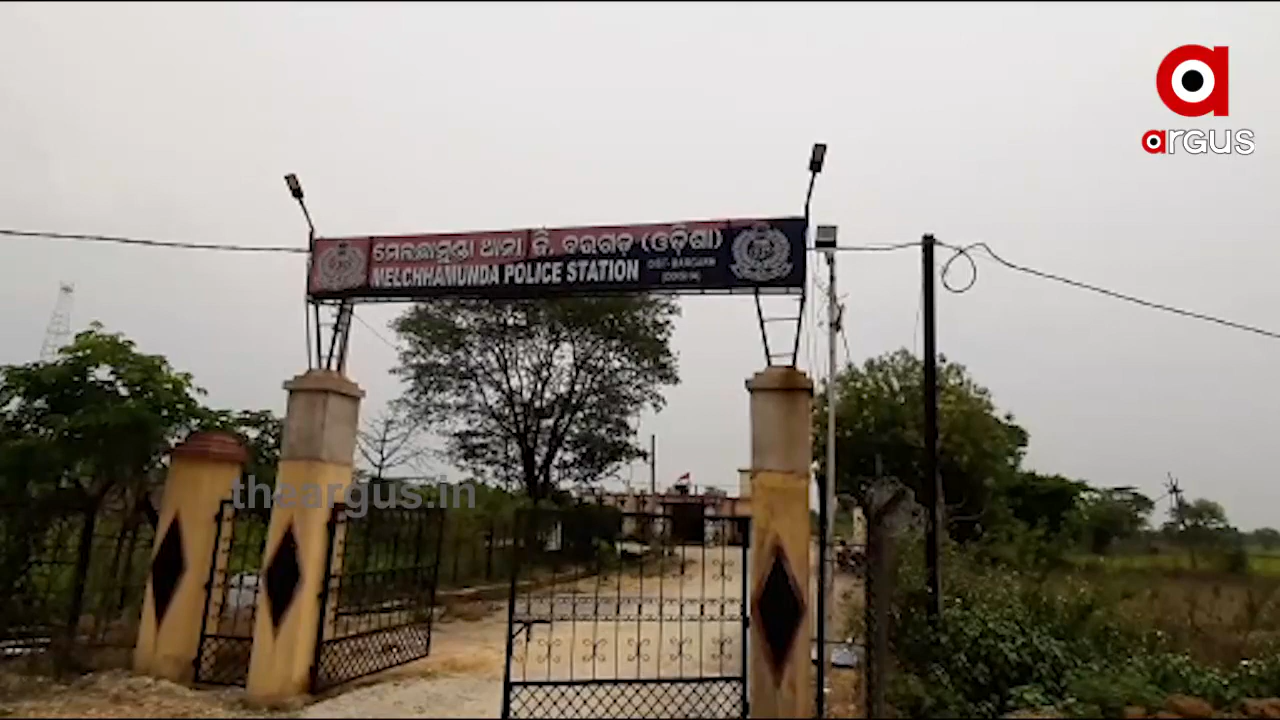 argus
ମେଲଛାମୁଣ୍ଡା ଥାନା ଜି. ବରଗଡ଼ (ଓଡ଼ିଶା)
MELCHHAMUNDA POLICE STATION
DIST-BARGARH
(ODISHA)
theargus.in